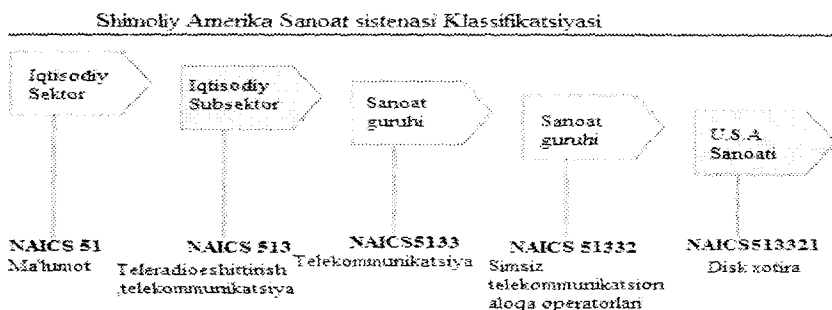 Shimoliy Amerika Sanoat sistenasi Klassifikatsiyasi
Iqtisodiy
Sektor
Iqtisodiy
Subsektor
Sanoat
guruhi
Sanoat
guruhi
U.S.A
Sanoati
NAICS 51
Ma'lumot
NAICS 513
Teleradioeshittirish
,telekommunikatsiya
NAICS5133
Telekommunikatsiya
NAICS 51332
Simsiz
telekommunikatsion
aloqa operatorlari
NAICS513321
Disk xotira